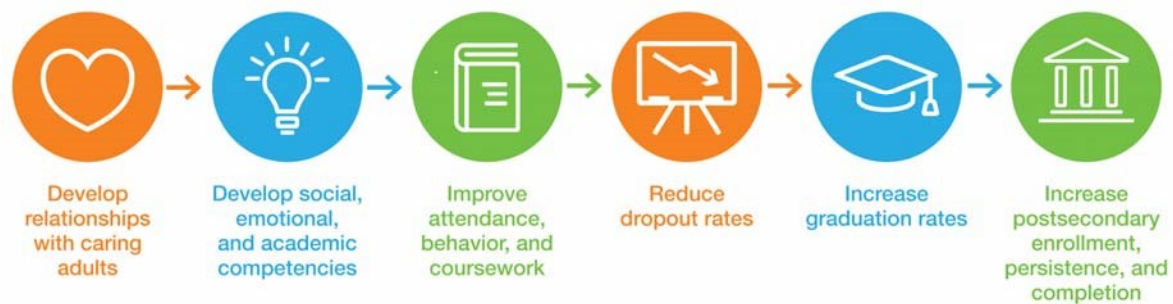 Develop
relationships
with caring
adults
Develop social,
emotional,
and academic
competencies
Improve
attendance,
behavior, and
coursework
Reduce
dropout rates
Increase
graduation rates
Increase
postsecondary
enrollment,
persistence, and
completion